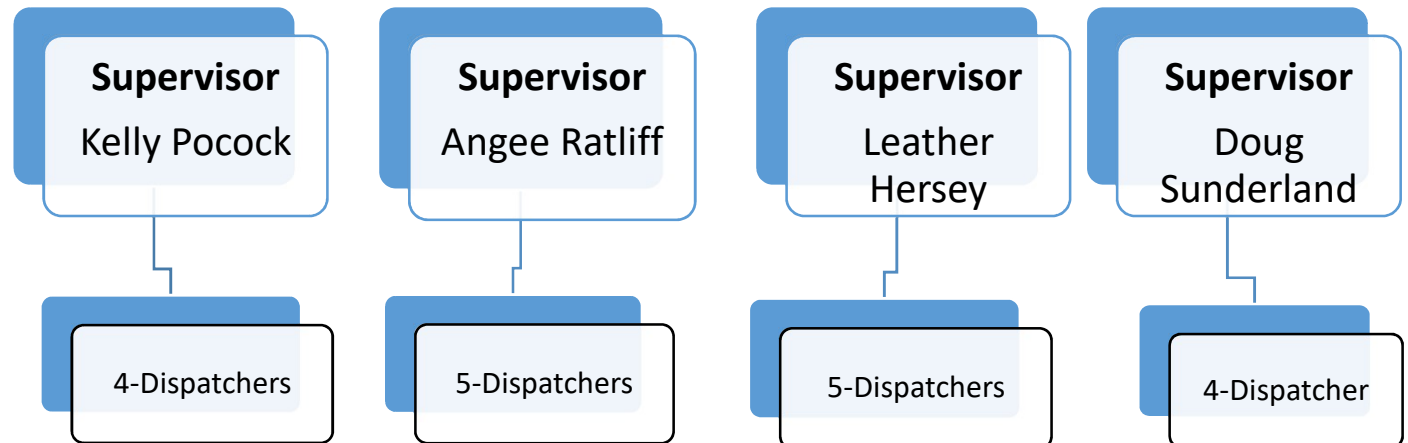 Supervisor
Kelly Pocock
Supervisor
Angee Ratliff
Supervisor
Leather
Hersey
Supervisor
Doug
Sunderland
4-Dispatchers
5-Dispatchers
5-Dispatchers
4-Dispatcher